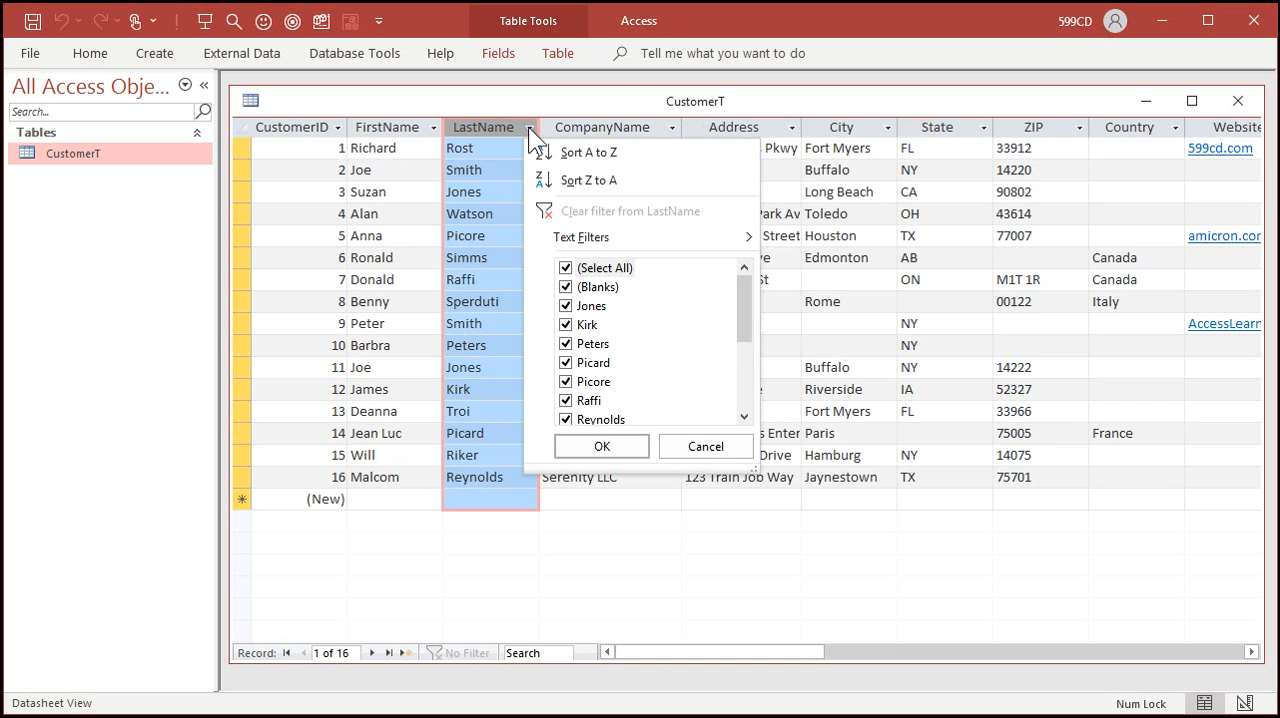 Table Tools Access 599CD
File Home Create External Data Database Tools Help Fields Table Tell me what you want to do
All Access Obje...
Search...
Tables
CustomerT
CustomerT
CustomerID FirstName LastName CompanyName Address City State ZIP Country Website
1 Richard Rost Pkwy Fort Myers FL 33912 599cd.com
2 Joe Smith Buffalo NY 14220
3 Suzan Jones Long Beach CA 90802
4 Alan Watson Park Av Toledo OH 43614
5 Anna Picore Street Houston TX 77007 amicron.cor
6 Ronald Simms Edmonton AB Canada
7 Donald Raffi St ON M1T 1R Canada
8 Benny Sperduti Rome 00122 Italy
9 Peter Smith NY AccessLearn
10 Barbra Peters NY
11 Joe Jones Buffalo NY 14222
12 James Kirk Riverside IA 52327
13 Deanna Troi Fort Myers FL 33966
14 Jean Luc Picard s Enter Paris 75005 France
15 Will Riker Drive Hamburg NY 14075
16 Malcom Reynolds Serenity LLC 123 Train Job Way Jaynestown TX 75701
(New)
Sort A to Z
Sort Z to A
Clear filter from LastName
Text Filters
(Select All)
(Blanks)
Jones
Kirk
Peters
Picard
Picore
Raffi
Reynolds
OK Cancel
Record: 1 of 16 No Filter Search
Datasheet View Num Lock